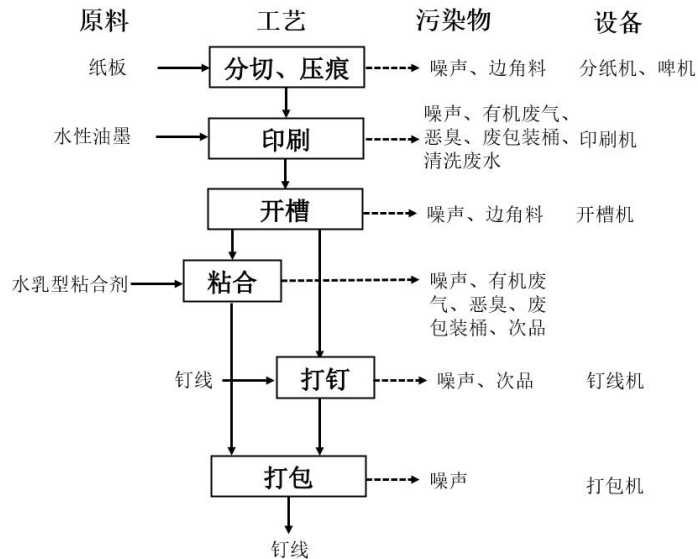 原料 工艺 污染物 设备
纸板 分切、压痕 噪声、边角料 分纸机、啤机
水性油墨 印刷 噪声、有机废气、
恶臭、废包装桶、 印刷机
清洗废水
开槽 噪声、边角料 开槽机
水乳型粘合剂 粘合 噪声、有机废
气、恶臭、废
包装桶、次品
钉线 打钉 噪声、次品 钉线机
打包 噪声 打包机
钉线